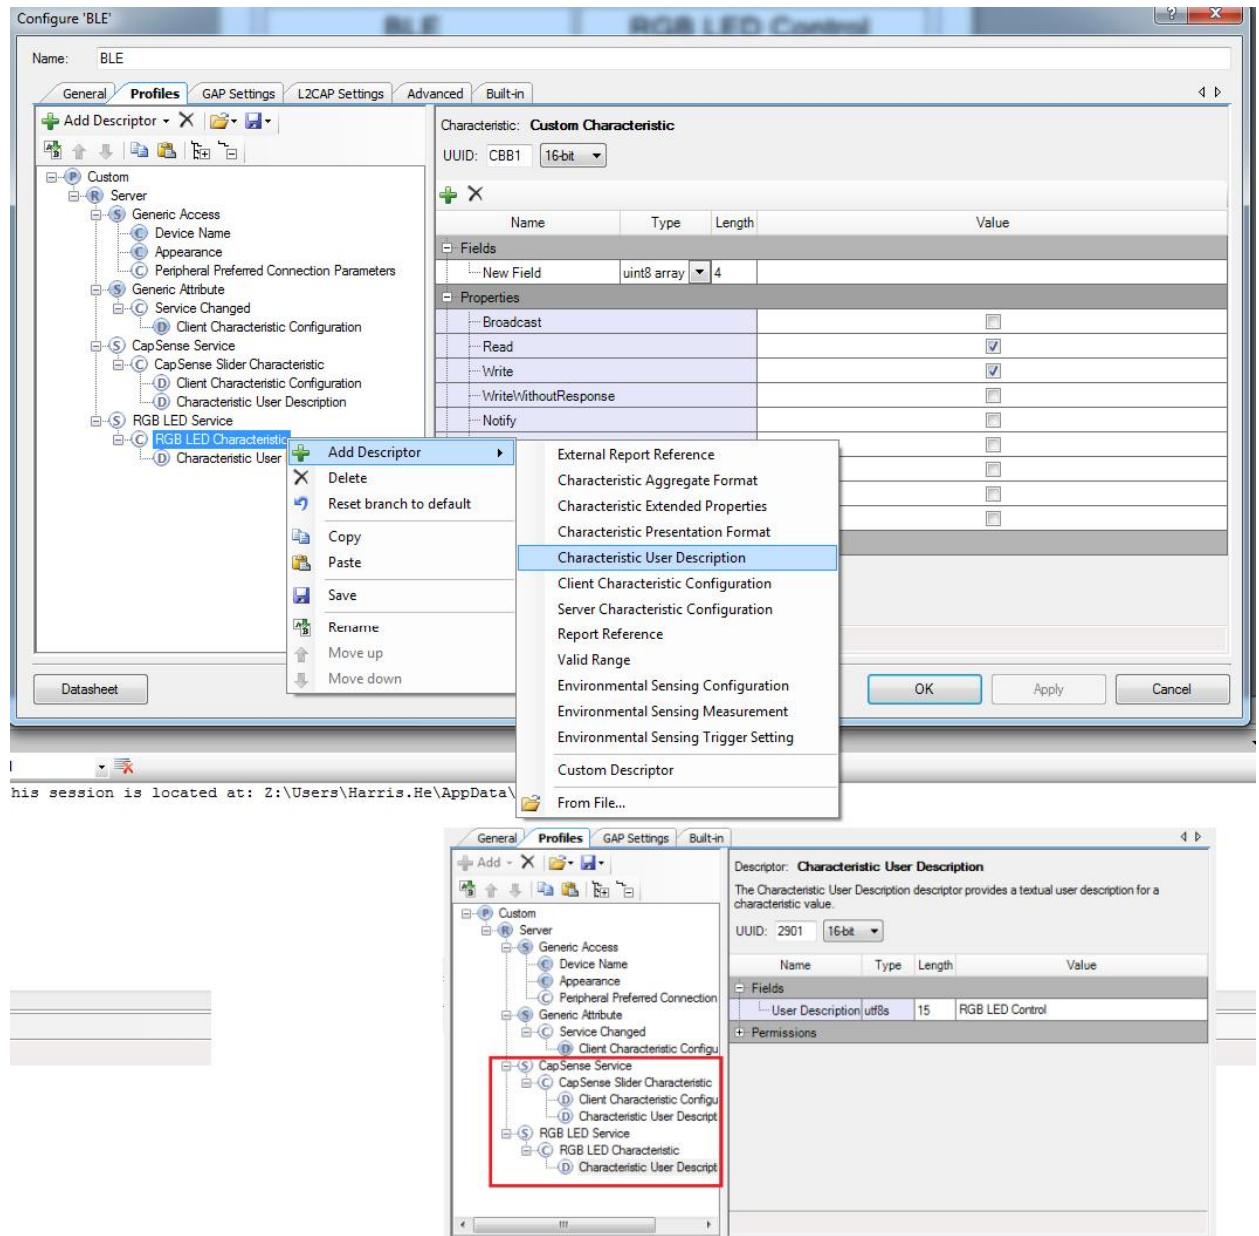 Configure 'BLE'
BLE RGB LED Control
Name: BLE
General Profiles GAP Settings L2CAP Settings Advanced Built-in
Add Descriptor
Characteristic: Custom Characteristic
UUID: CBB1 16-bit
Custom
Server
Generic Access
Device Name
Appearance
Peripheral Preferred Connection Parameters
Generic Attribute
Service Changed
Client Characteristic Configuration
CapSense Service
CapSense Slider Characteristic
Client Characteristic Configuration
Characteristic User Description
RGB LED Service
RGB LED Characteristic
Characteristic User
Name Type Length Value
Fields
New Field uint8 array 4
Properties
Broadcast
Read
Write
WriteWithoutResponse
Notify
Add Descriptor
Delete
Reset branch to default
Copy
Paste
Save
Rename
Move up
Move down
External Report Reference
Characteristic Aggregate Format
Characteristic Extended Properties
Characteristic Presentation Format
Characteristic User Description
Client Characteristic Configuration
Server Characteristic Configuration
Report Reference
Valid Range
Environmental Sensing Configuration
Environmental Sensing Measurement
Environmental Sensing Trigger Setting
Custom Descriptor
From File...
Datasheet OK Apply Cancel
his session is located at: Z:\Users\Harris.He\AppData\
General Profiles GAP Settings Built-in
Add
Descriptor: Characteristic User Description
The Characteristic User Description descriptor provides a textual user description for a
characteristic value.
UUID: 2901 16-bit
Custom
Server
Generic Access
Device Name
Appearance
Peripheral Preferred Connection
Generic Attribute
Service Changed
Client Characteristic Configu
CapSense Service
CapSense Slider Characteristic
Client Characteristic Configu
Characteristic User Descript
RGB LED Service
RGB LED Characteristic
Characteristic User Descript
Name Type Length Value
Fields
User Description utf8s 15 RGB LED Control
Permissions